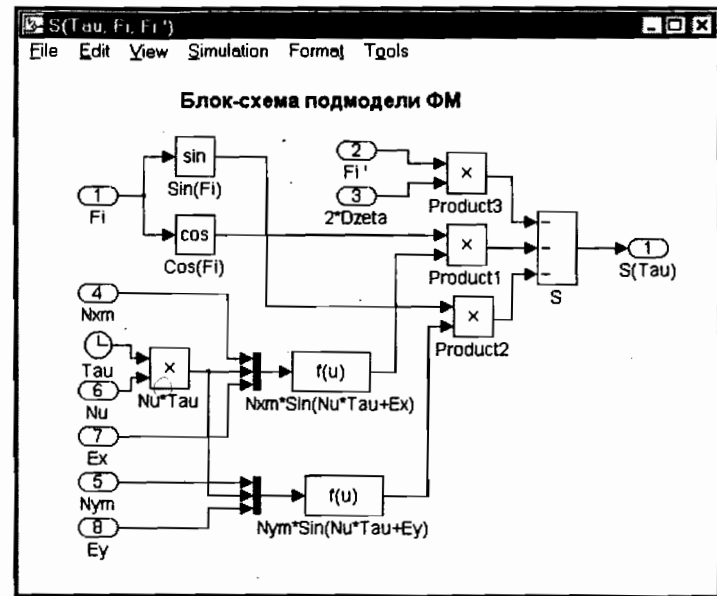 S(Tau, Fi, Fi')
File Edit View Simulation Format Tools
Блок-схема подмодели ФМ
sin
Sin(Fi)
1
Fi
cos
Cos(Fi)
2
Fi '
3
2*Dzeta
×
Product3
×
Product1
×
Product2
S
1
S(Tau)
4
Nxm
Tau
6
Nu
×
Nu*Tau
7
Ex
f(u)
Nxm*Sin(Nu*Tau+Ex)
5
Nym
8
Ey
f(u)
Nym*Sin(Nu*Tau+Ey)